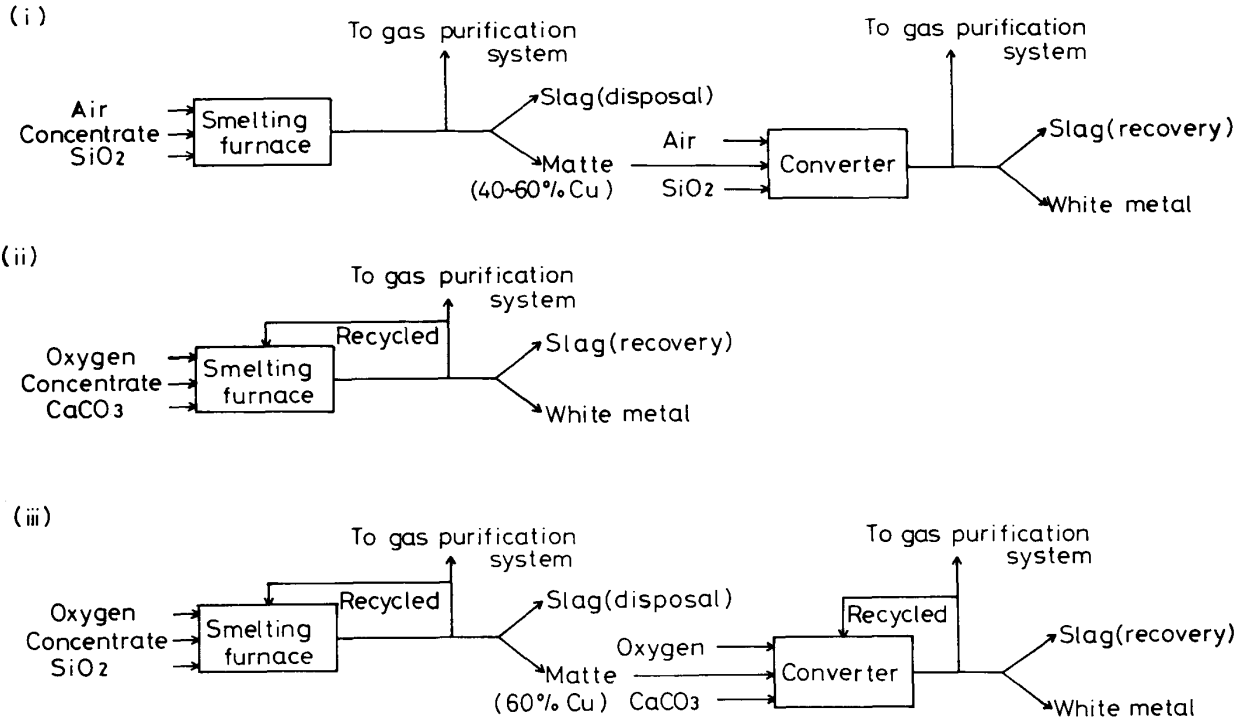 (i)
To gas purification
system
Air
Concentrate
SiO2
Smelting
furnace
Slag(disposal)
Matte
(40~60% Cu)
Air
SiO2
Converter
To gas purification
system
Slag(recovery)
White metal
(ii)
To gas purification
system
Recycled
Oxygen
Concentrate
CaCO3
Smelting
furnace
Slag(recovery)
White metal
(iii)
To gas purification
system
Recycled
Oxygen
Concentrate
SiO2
Smelting
furnace
Slag(disposal)
Matte
(60% Cu)
Oxygen
CaCO3
Converter
To gas purification
system
Recycled
Slag(recovery)
White metal